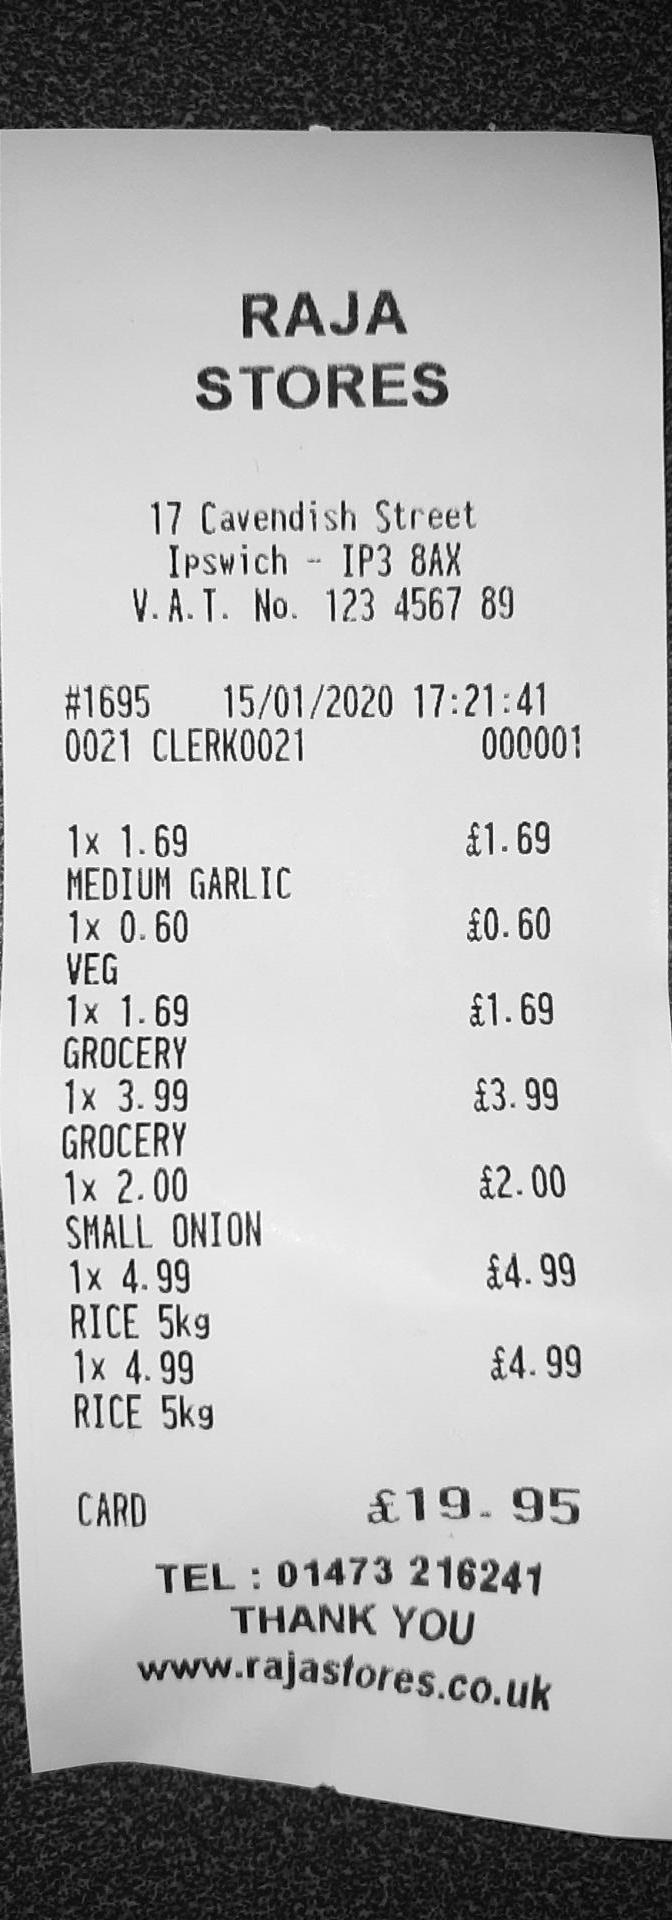 RAJA
STORES
17 Cavendish Street
Ipswich - IP3 8AX
V.A.T. No. 123 4567 89
#1695 15/01/2020 17:21:41
0021 CLERK0021 000001
1x 1.69 £1.69
MEDIUM GARLIC
1x 0.60 £0.60
VEG
1x 1.69 £1.69
GROCERY
1x 3.99 £3.99
GROCERY
1x 2.00 £2.00
SMALL ONION
1x 4.99 £4.99
RICE 5kg
1x 4.99 £4.99
RICE 5kg
CARD £19.95
TEL : 01473 216241
THANK YOU
www.rajastores.co.uk